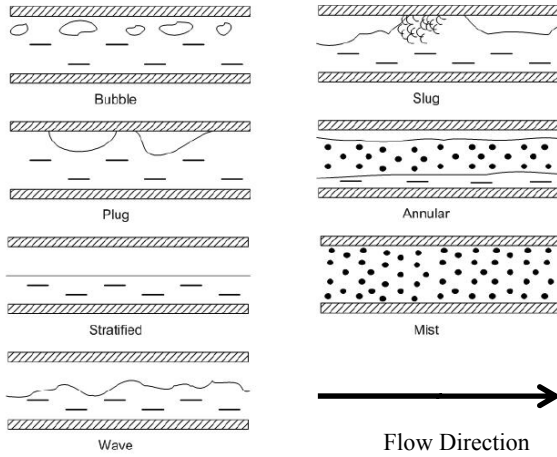 Bubble
Slug
Plug
Annular
Stratified
Mist
Wave
Flow Direction